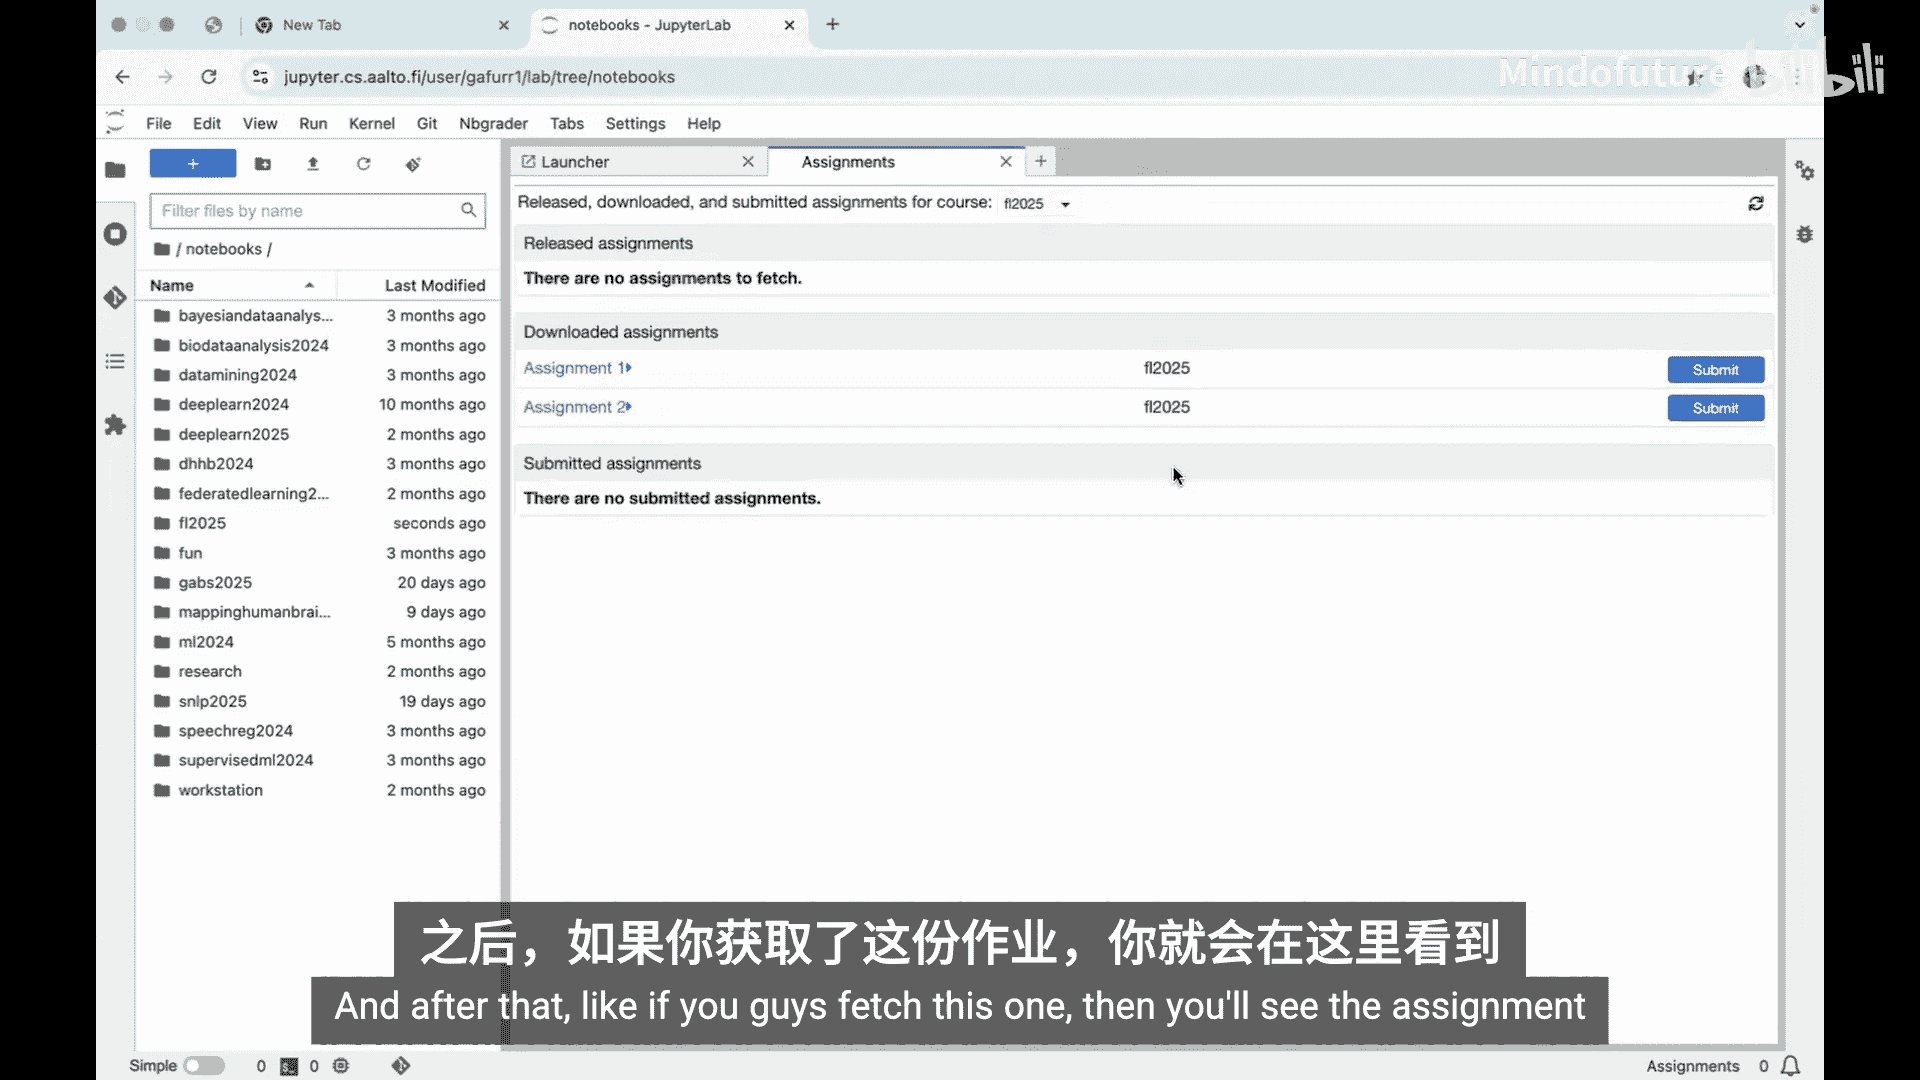 New Tab
notebooks - JupyterLab
jupyter.cs.aalto.fi/user/gafurr1/lab/tree/notebooks
Mindofuture bilibili
File Edit View Run Kernel Git Nbgrader Tabs Settings Help
Launcher
Assignments
Filter files by name
/ notebooks /
Name Last Modified
bayesiandataanalys... 3 months ago
biodataanalysis2024 3 months ago
datamining2024 3 months ago
deeplearn2024 10 months ago
deeplearn2025 2 months ago
dhhb2024 3 months ago
federatedlearning2... 2 months ago
fl2025 seconds ago
fun 3 months ago
gabs2025 20 days ago
mappinghumanbrai... 9 days ago
ml2024 5 months ago
research 2 months ago
snlp2025 19 days ago
speechreg2024 3 months ago
supervisedml2024 3 months ago
workstation 2 months ago
Released, downloaded, and submitted assignments for course: fl2025
Released assignments
There are no assignments to fetch.
Downloaded assignments
Assignment 1 fl2025 Submit
Assignment 2 fl2025 Submit
Submitted assignments
There are no submitted assignments.
之后，如果你获取了这份作业，你就会在这里看到
And after that, like if you guys fetch this one, then you'll see the assignment
Simple 0 0 Assignments 0